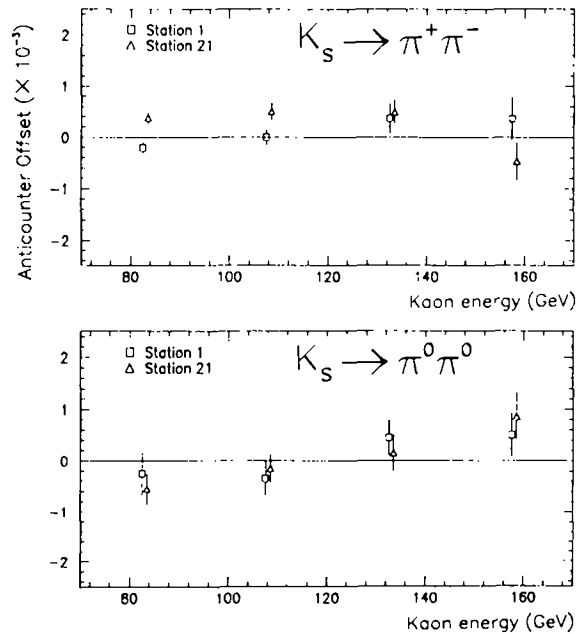 Anticounter Offset (× 10⁻³)
2
1
0
-1
-2
□ Station 1
△ Station 21
K_S → π⁺ π⁻
80 100 120 140 160
Kaon energy (GeV)
2
1
0
-1
-2
□ Station 1
△ Station 21
K_S → π⁰ π⁰
80 100 120 140 160
Kaon energy (GeV)